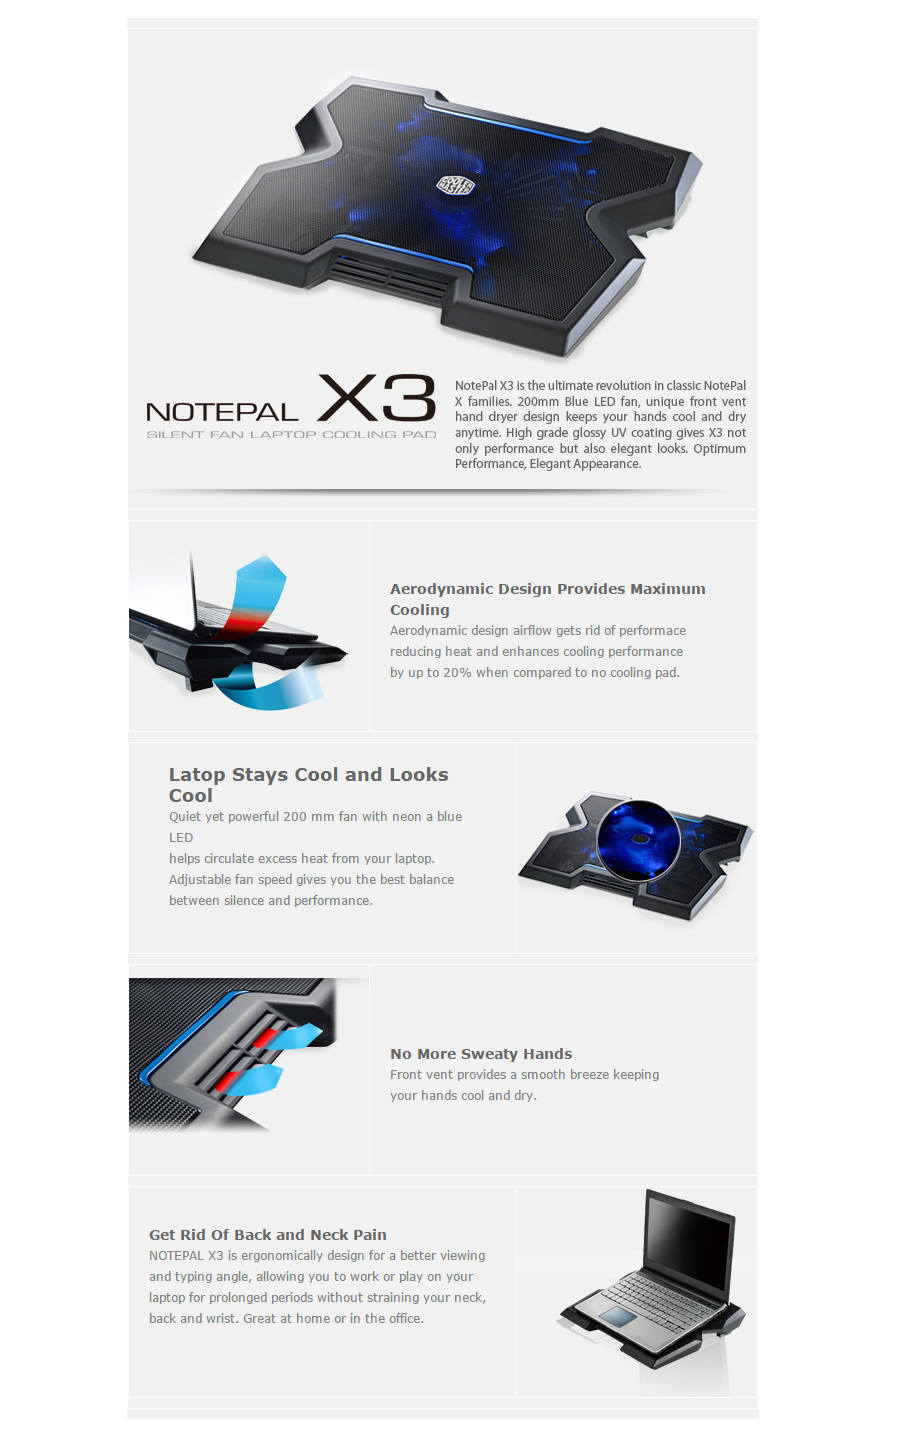 COOLER
MASTER
NOTEPAL X3
SILENT FAN LAPTOP COOLING PAD
NotePal X3 is the ultimate revolution in classic NotePal
X families. 200mm Blue LED fan, unique front vent
hand dryer design keeps your hands cool and dry
anytime. High grade glossy UV coating gives X3 not
only performance but also elegant looks. Optimum
Performance, Elegant Appearance.
Aerodynamic Design Provides Maximum
Cooling
Aerodynamic design airflow gets rid of performace
reducing heat and enhances cooling performance
by up to 20% when compared to no cooling pad.
Latop Stays Cool and Looks
Cool
Quiet yet powerful 200 mm fan with neon a blue
LED
helps circulate excess heat from your laptop.
Adjustable fan speed gives you the best balance
between silence and performance.
No More Sweaty Hands
Front vent provides a smooth breeze keeping
your hands cool and dry.
Get Rid Of Back and Neck Pain
NOTEPAL X3 is ergonomically design for a better viewing
and typing angle, allowing you to work or play on your
laptop for prolonged periods without straining your neck,
back and wrist. Great at home or in the office.